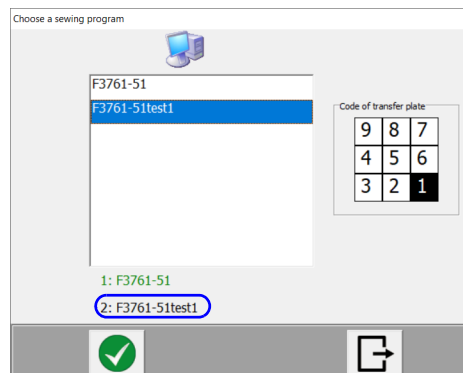 Choose a sewing program
F3761-51
F3761-51test1
Code of transfer plate
9 8 7
4 5 6
3 2 1
1: F3761-51
2: F3761-51test1